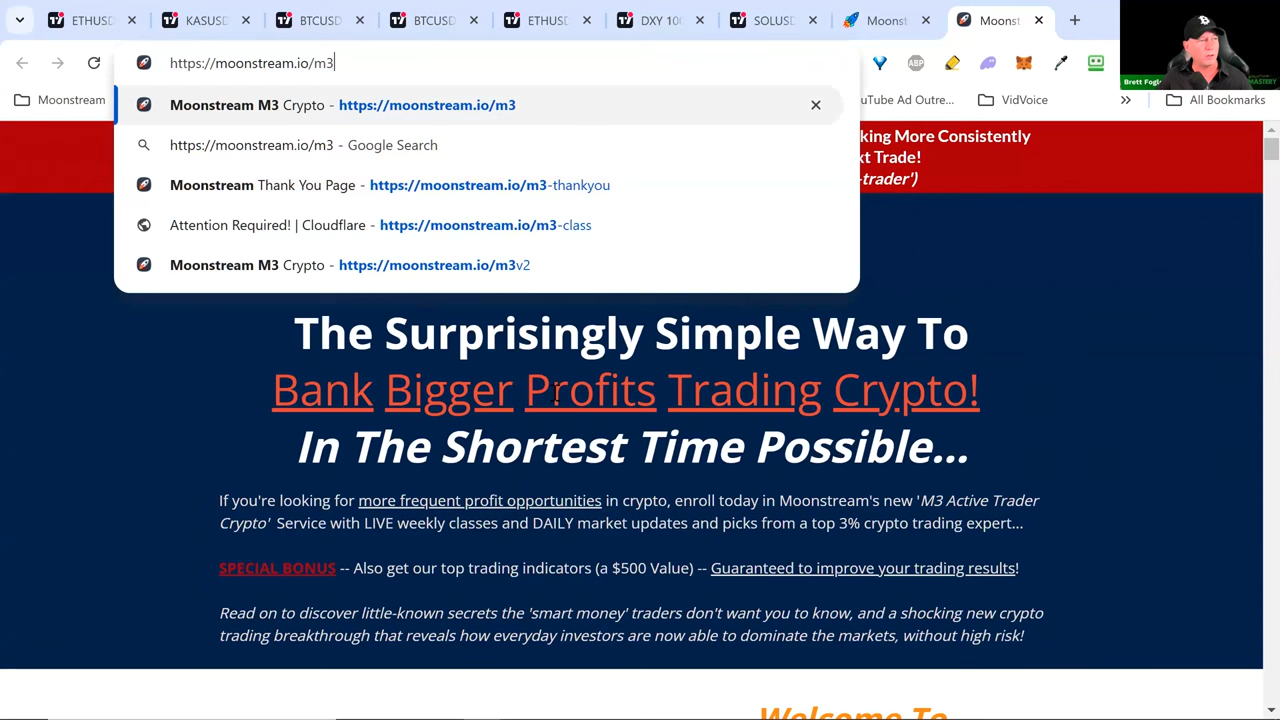 ETHUSD
KASUSD
BTCUSD
BTCUSD
ETHUSD
DXY 100
SOLUSD
Moonst
Moonst
https://moonstream.io/m3
ABP
Brett Fogle
MASTERY
Moonstream
Moonstream M3 Crypto - https://moonstream.io/m3
YouTube Ad Outre...
VidVoice
All Bookmarks
king More Consistently
https://moonstream.io/m3 - Google Search
xt Trade!
-trader')
Moonstream Thank You Page - https://moonstream.io/m3-thankyou
Attention Required! | Cloudflare - https://moonstream.io/m3-class
Moonstream M3 Crypto - https://moonstream.io/m3v2
The Surprisingly Simple Way To
Bank Bigger Profits Trading Crypto!
In The Shortest Time Possible...
If you're looking for more frequent profit opportunities in crypto, enroll today in Moonstream's new 'M3 Active Trader
Crypto' Service with LIVE weekly classes and DAILY market updates and picks from a top 3% crypto trading expert...
SPECIAL BONUS -- Also get our top trading indicators (a $500 Value) -- Guaranteed to improve your trading results!
Read on to discover little-known secrets the 'smart money' traders don't want you to know, and a shocking new crypto
trading breakthrough that reveals how everyday investors are now able to dominate the markets, without high risk!
Welcome To